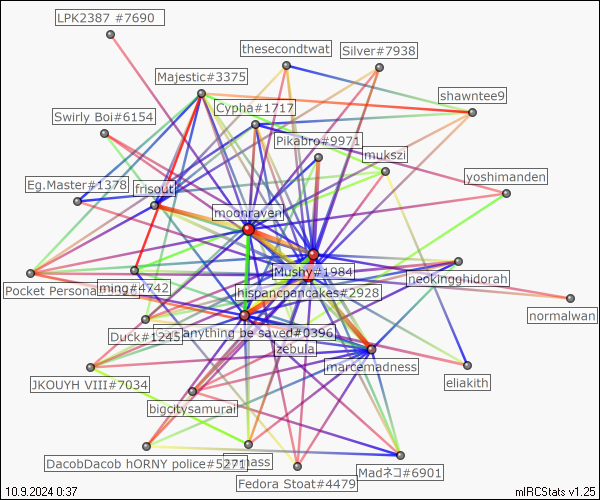 LPK2387 #7690
thesecondtwat
Silver#7938
Majestic#3375
shawntee9
Cypha#1717
Swirly Boi#6154
Pikabro#9971
mukszi
Eg.Master#1378
frisout
yoshimanden
moonraven
Mushy#1984
neokingghidorah
Pocket Persona
ming#4742
hispancpancakes#2928
normalwan
Duck#1245
anything be saved#0396
zebula
marcemadness
JKOUYH VIII#7034
eliakith
bigcitysamurai
DacobDacob hORNY police#5271
mass
Madネコ#6901
Fedora Stoat#4479
10.9.2024 0:37
mIRCStats v1.25